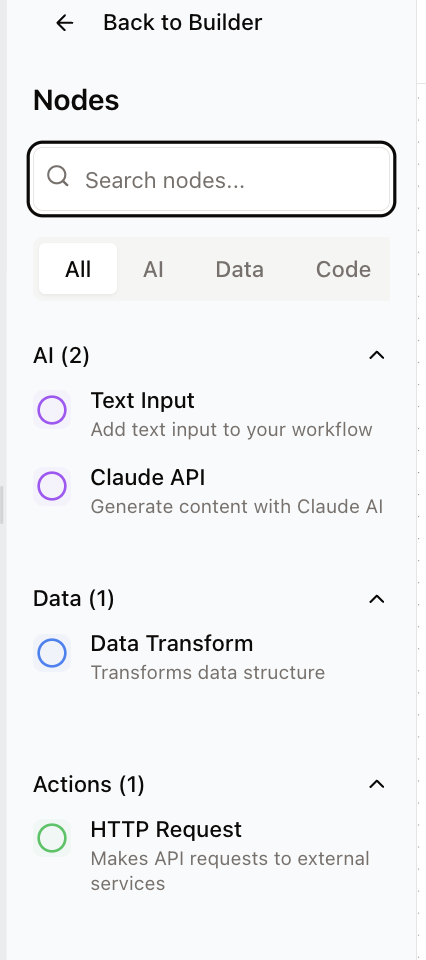 Back to Builder
Nodes
Search nodes...
All AI Data Code
AI (2)
Text Input
Add text input to your workflow
Claude API
Generate content with Claude AI
Data (1)
Data Transform
Transforms data structure
Actions (1)
HTTP Request
Makes API requests to external
services